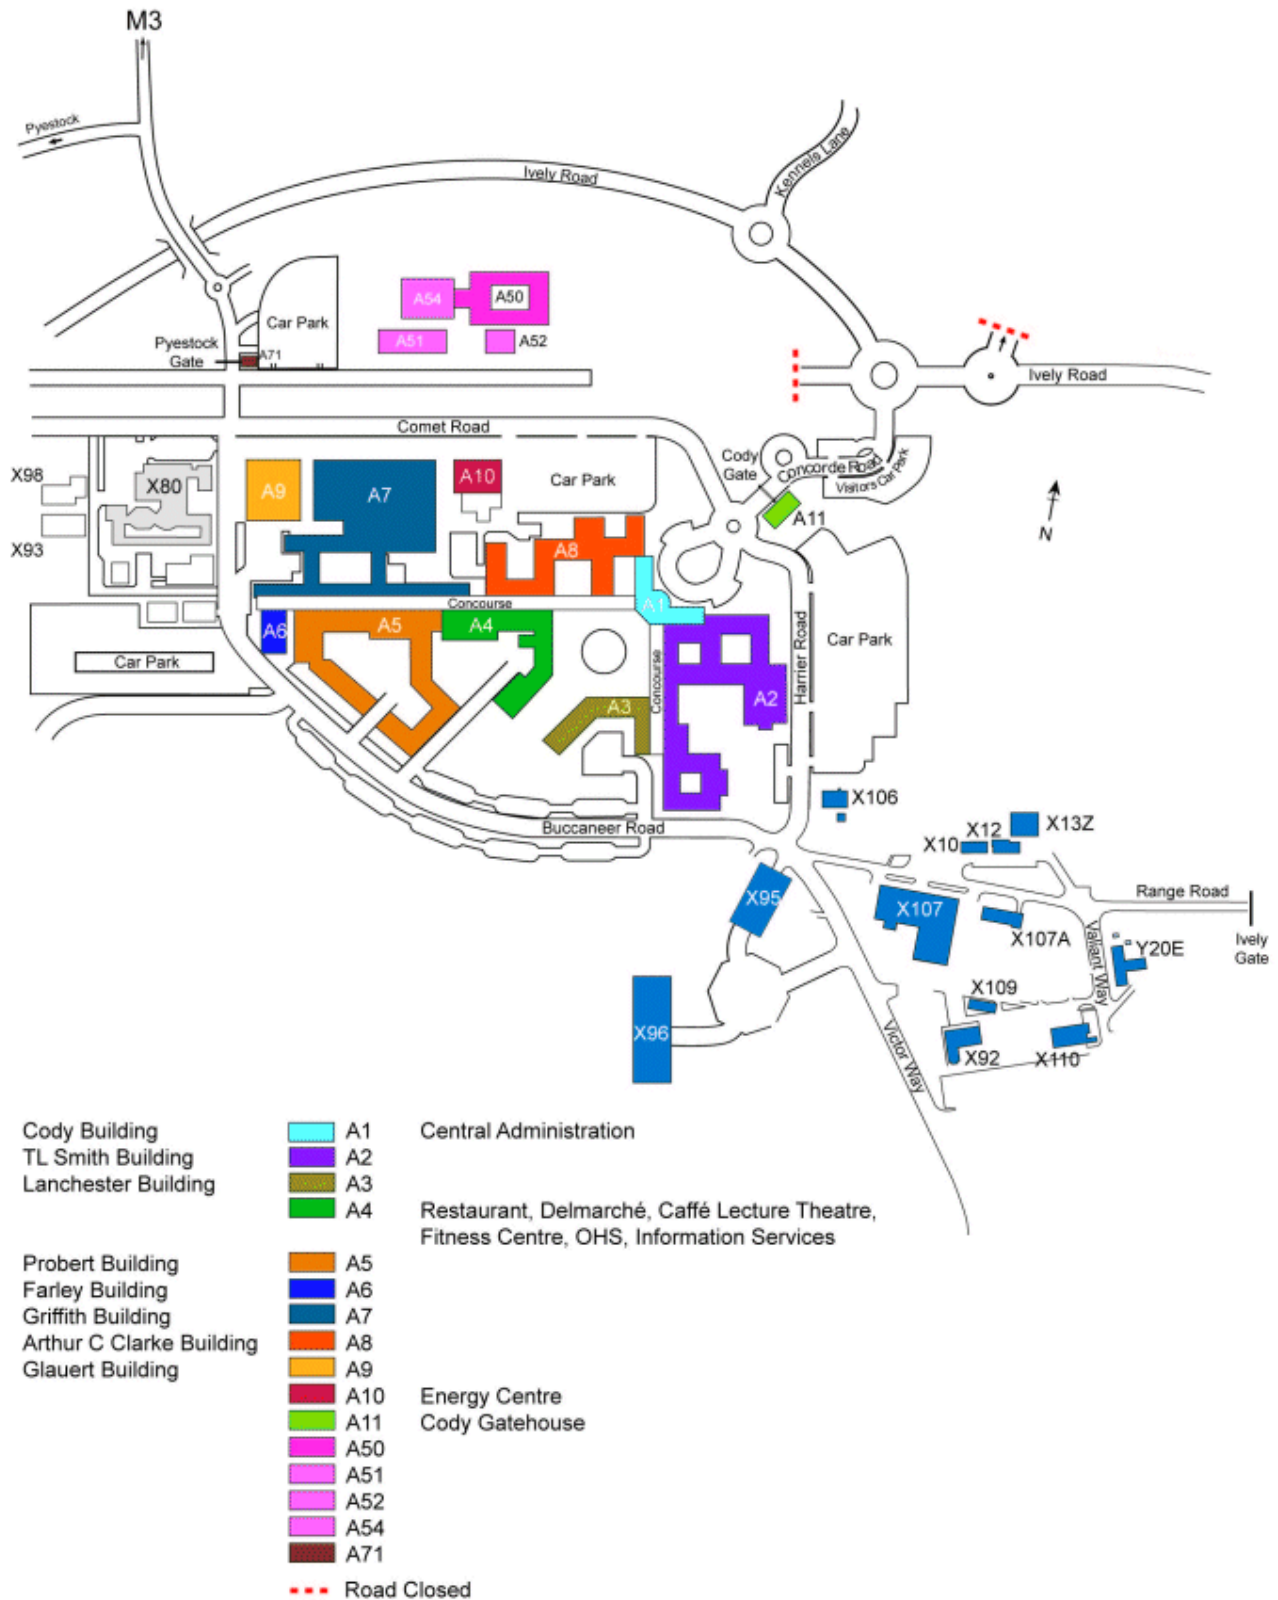 M3
Pyestock
Ively Road
Kennels Lane
A54
A50
Car Park
A51
A52
Pyestock
Gate
A71
Ively Road
Comet Road
Cody
Gate
Concorde Road
Visitors Car Park
X98
X80
A9
A7
A10
Car Park
A11
N
X93
A8
Concourse
A1
A6
A5
A4
Car Park
Concourse
Harrier Road
Car Park
A2
A3
X106
Buccaneer Road
X10
X12
X13Z
X95
X107
Range Road
X107A
Valiant Way
Y20E
Ively
Gate
X109
X96
Victor Way
X92
X110
Cody Building A1 Central Administration
TL Smith Building A2
Lanchester Building A3
A4 Restaurant, Delmarché, Caffé Lecture Theatre,
Fitness Centre, OHS, Information Services
Probert Building A5
Farley Building A6
Griffith Building A7
Arthur C Clarke Building A8
Glauert Building A9
A10 Energy Centre
A11 Cody Gatehouse
A50
A51
A52
A54
A71
Road Closed